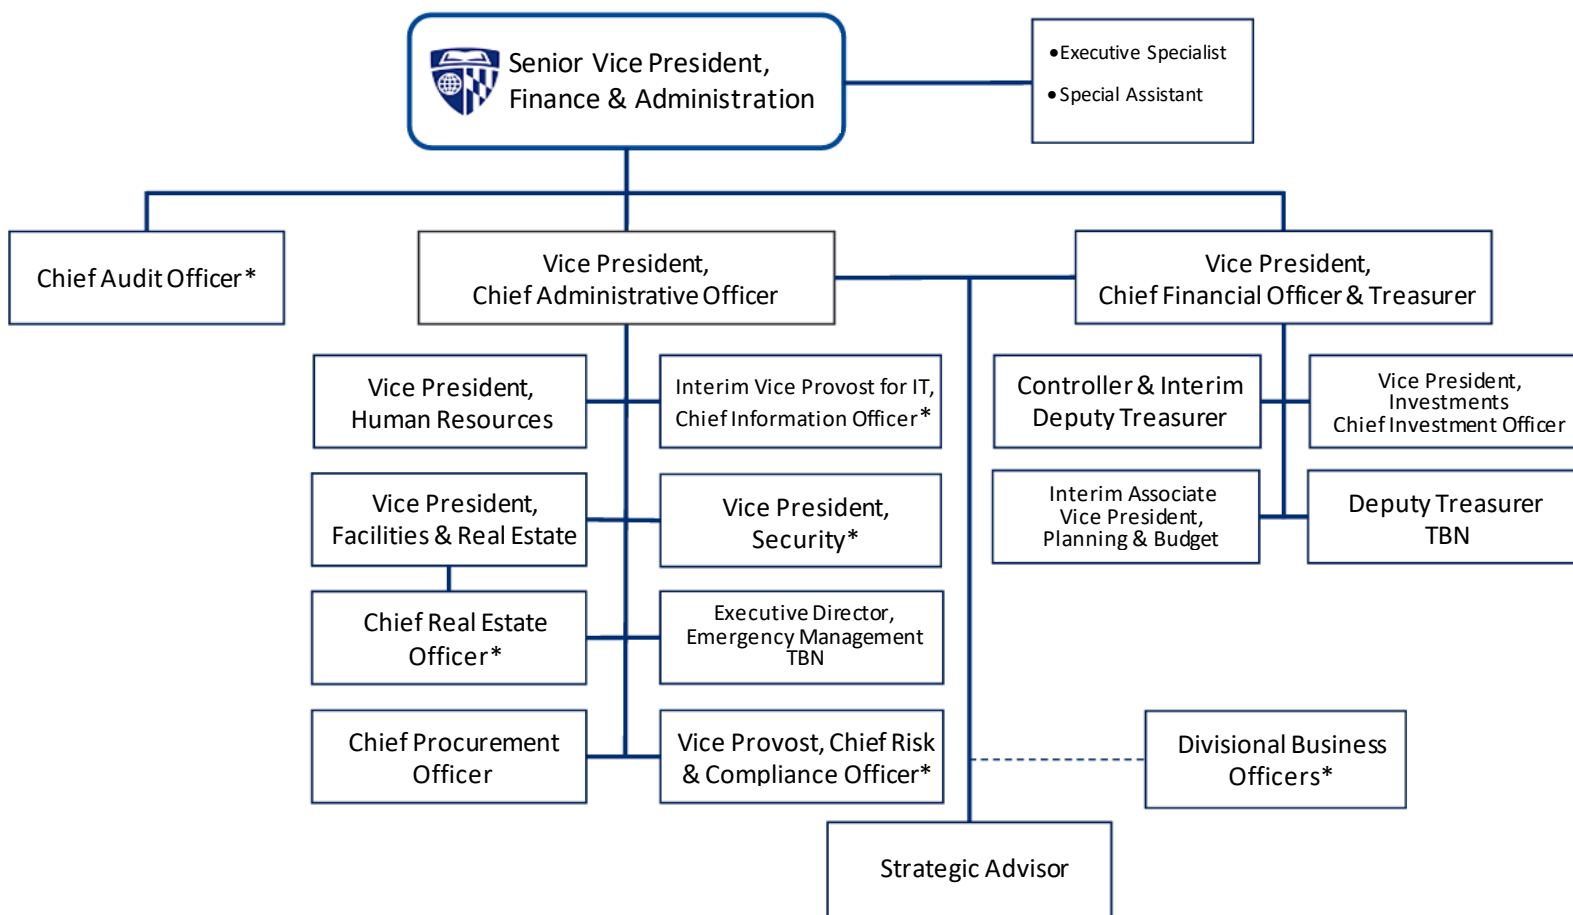 Senior Vice President,
Finance & Administration
•Executive Specialist
•Special Assistant
Chief Audit Officer*
Vice President,
Chief Administrative Officer
Vice President,
Chief Financial Officer & Treasurer
Vice President,
Human Resources
Interim Vice Provost for IT,
Chief Information Officer*
Controller & Interim
Deputy Treasurer
Vice President,
Investments
Chief Investment Officer
Vice President,
Facilities & Real Estate
Vice President,
Security*
Interim Associate
Vice President,
Planning & Budget
Deputy Treasurer
TBN
Chief Real Estate
Officer*
Executive Director,
Emergency Management
TBN
Chief Procurement
Officer
Vice Provost, Chief Risk
& Compliance Officer*
Divisional Business
Officers*
Strategic Advisor